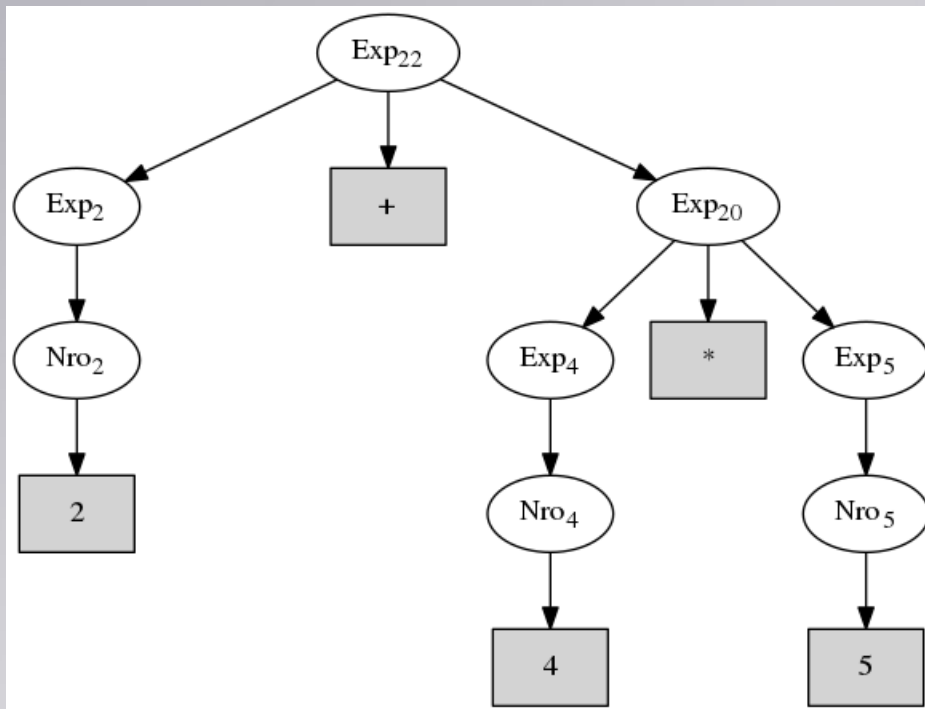 Exp₂₂
Exp₂ + Exp₂₀
Nro₂ Exp₄ * Exp₅
2 Nro₄ Nro₅
4 5